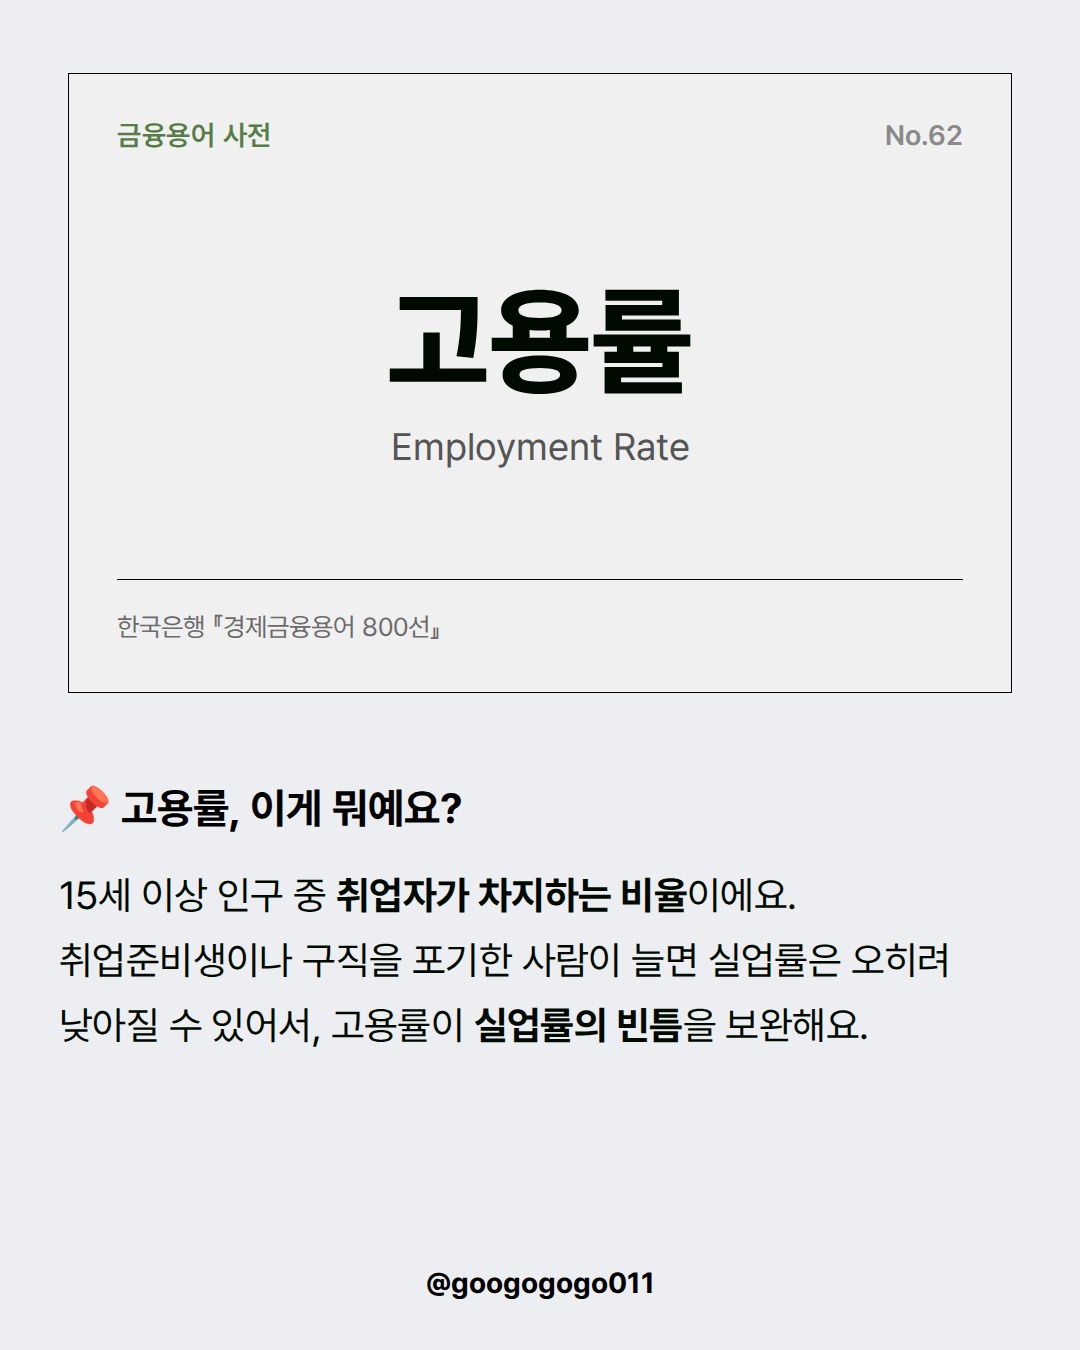 금융용어 사전
No.62
고용률
Employment Rate
한국은행 『경제금융용어 800선』
📌 고용률, 이게 뭐예요?
15세 이상 인구 중 취업자가 차지하는 비율이에요.
취업준비생이나 구직을 포기한 사람이 늘면 실업률은 오히려
낮아질 수 있어서, 고용률이 실업률의 빈틈을 보완해요.
@googogogo011